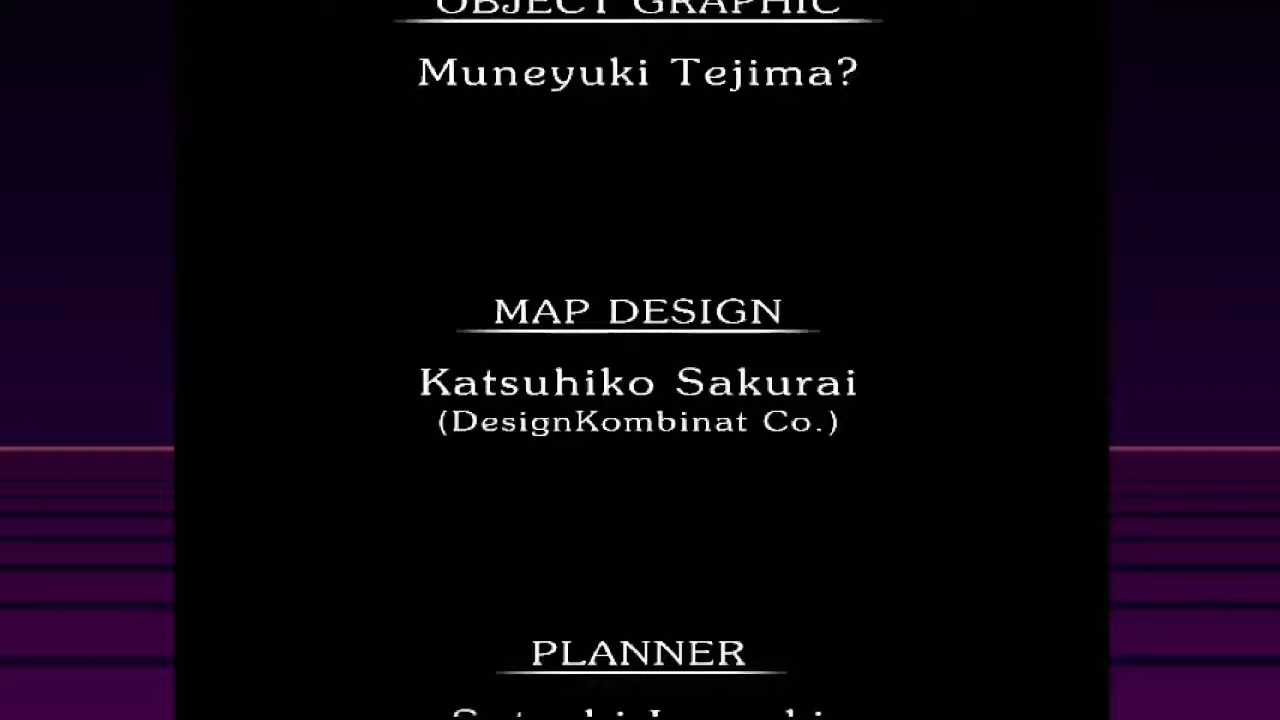 OBJECT GRAPHIC
Muneyuki Tejima?
MAP DESIGN
Katsuhiko Sakurai
(DesignKombinat Co.)
PLANNER